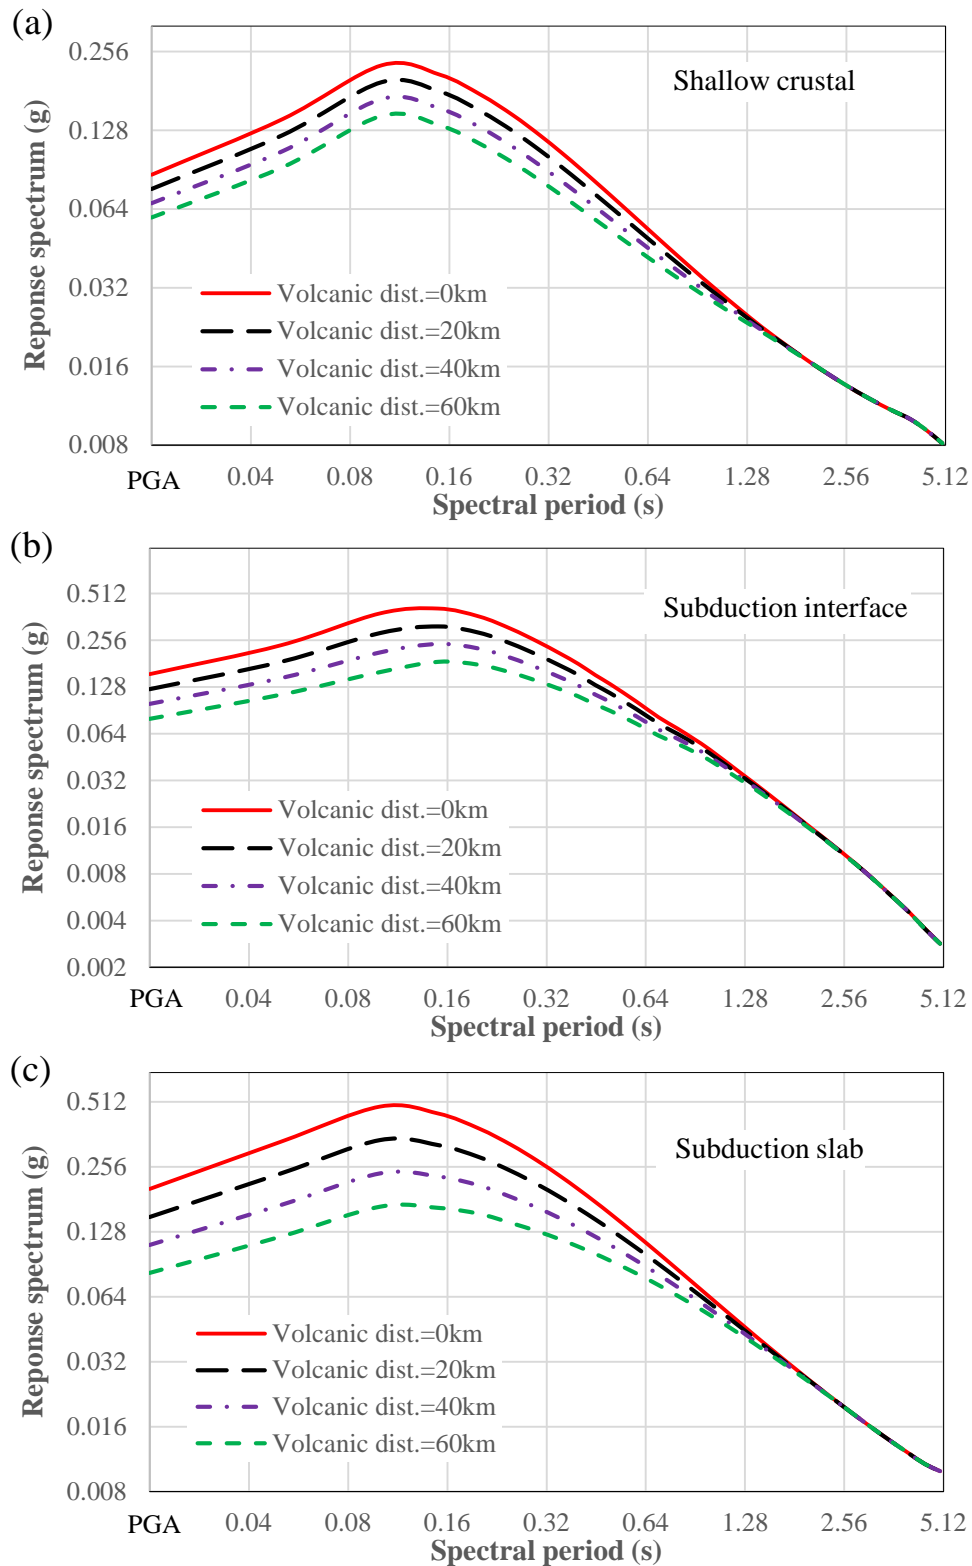 (a)
Reponse spectrum (g)
0.256
0.128
0.064
0.032
0.016
0.008
Shallow crustal
Volcanic dist.=0km
Volcanic dist.=20km
Volcanic dist.=40km
Volcanic dist.=60km
PGA 0.04 0.08 0.16 0.32 0.64 1.28 2.56 5.12
Spectral period (s)
(b)
Reponse spectrum (g)
0.512
0.256
0.128
0.064
0.032
0.016
0.008
0.004
0.002
Subduction interface
Volcanic dist.=0km
Volcanic dist.=20km
Volcanic dist.=40km
Volcanic dist.=60km
PGA 0.04 0.08 0.16 0.32 0.64 1.28 2.56 5.12
Spectral period (s)
(c)
Reponse spectrum (g)
0.512
0.256
0.128
0.064
0.032
0.016
0.008
Subduction slab
Volcanic dist.=0km
Volcanic dist.=20km
Volcanic dist.=40km
Volcanic dist.=60km
PGA 0.04 0.08 0.16 0.32 0.64 1.28 2.56 5.12
Spectral period (s)